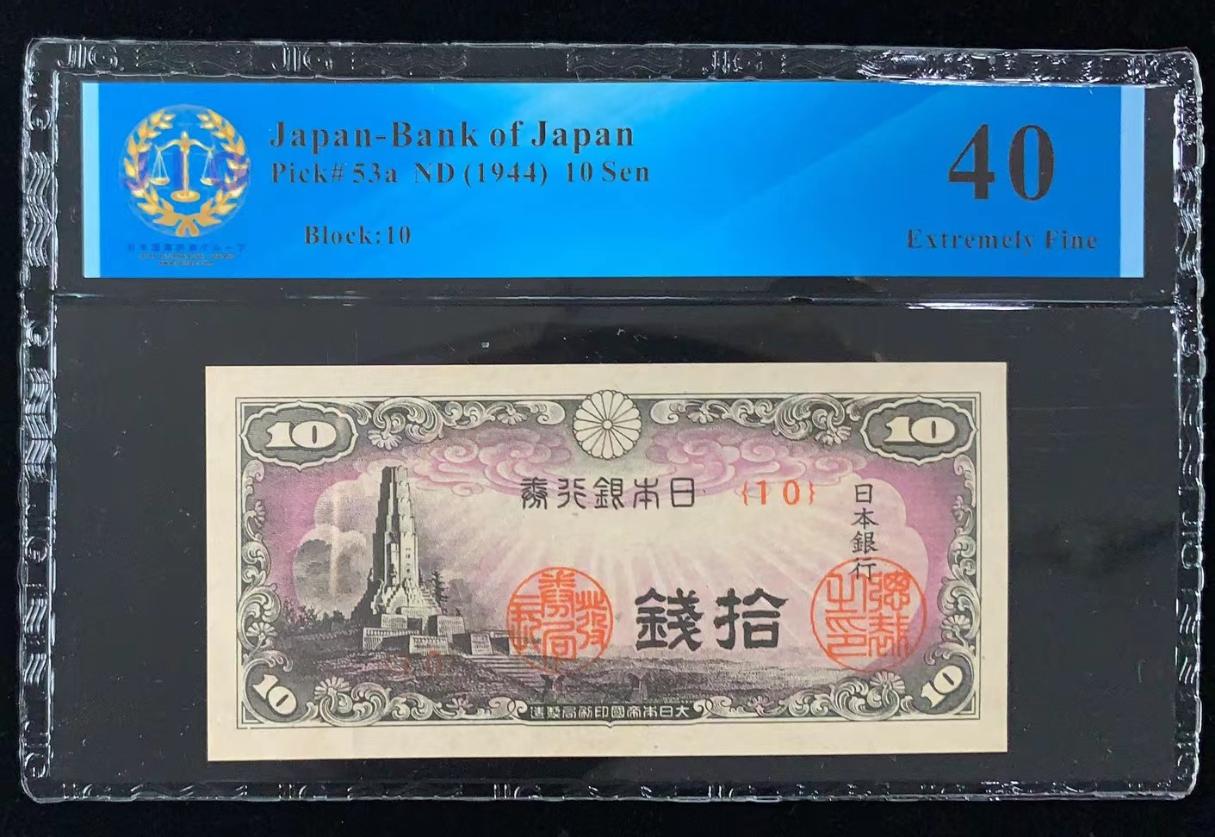 Japan-Bank of Japan
Pick# 53a ND (1944) 10 Sen
Block:10
40
Extremely Fine
10
10
券行銀本日
{10}
日本銀行
拾
錢
10
10
造製局刷印國帝本日大